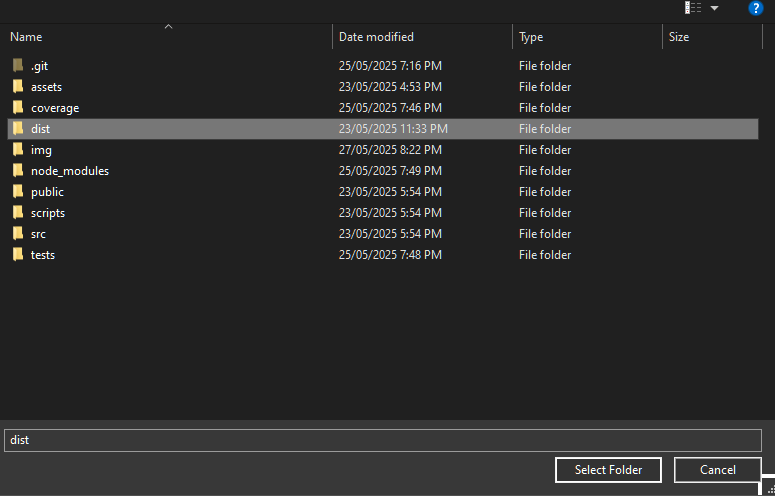 ?
Name Date modified Type Size
.git 25/05/2025 7:16 PM File folder
assets 23/05/2025 4:53 PM File folder
coverage 25/05/2025 7:46 PM File folder
dist 23/05/2025 11:33 PM File folder
img 27/05/2025 8:22 PM File folder
node_modules 25/05/2025 7:49 PM File folder
public 23/05/2025 5:54 PM File folder
scripts 23/05/2025 5:54 PM File folder
src 23/05/2025 5:54 PM File folder
tests 25/05/2025 7:48 PM File folder
dist
Select Folder Cancel